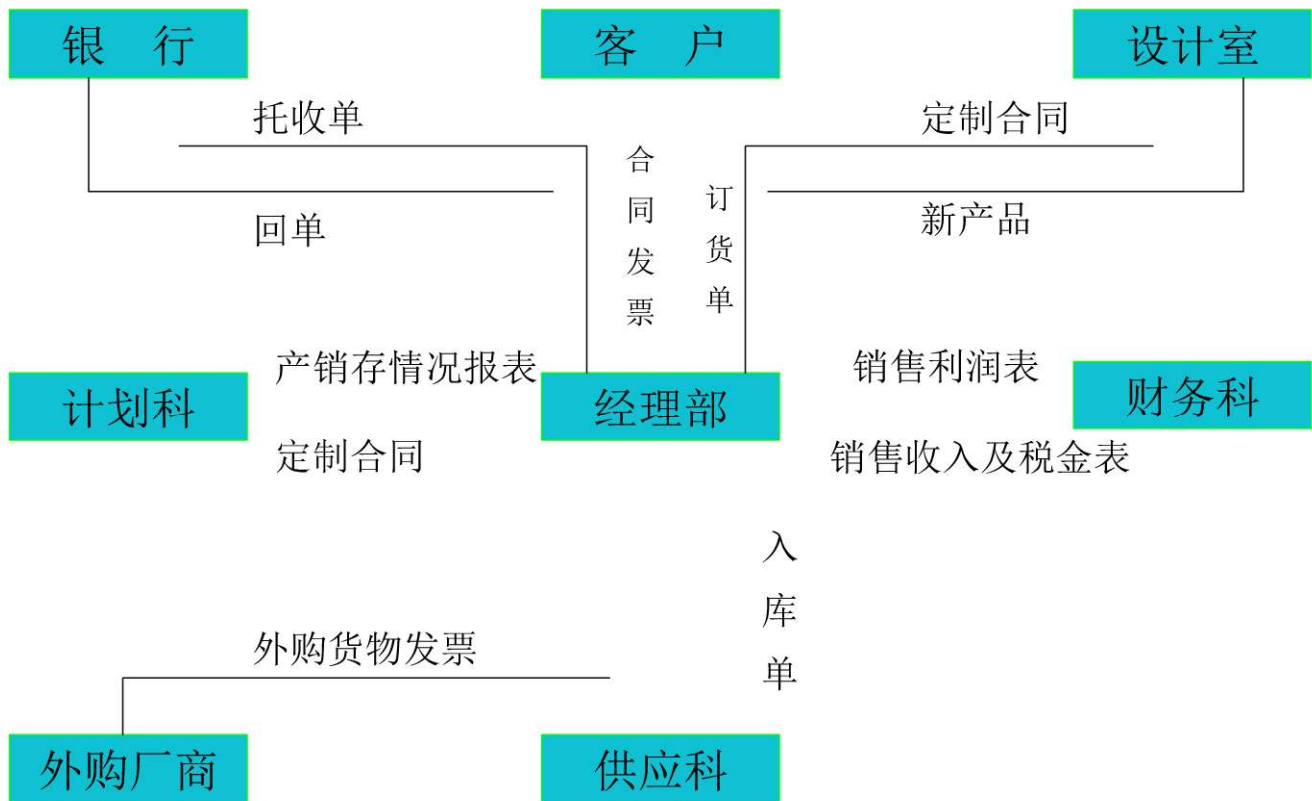 银 行
客 户
设计室
托收单
定制合同
合同发票
订货单
回单
新产品
产销存情况报表
销售利润表
计划科
经理部
财务科
定制合同
销售收入及税金表
入库单
外购货物发票
外购厂商
供应科